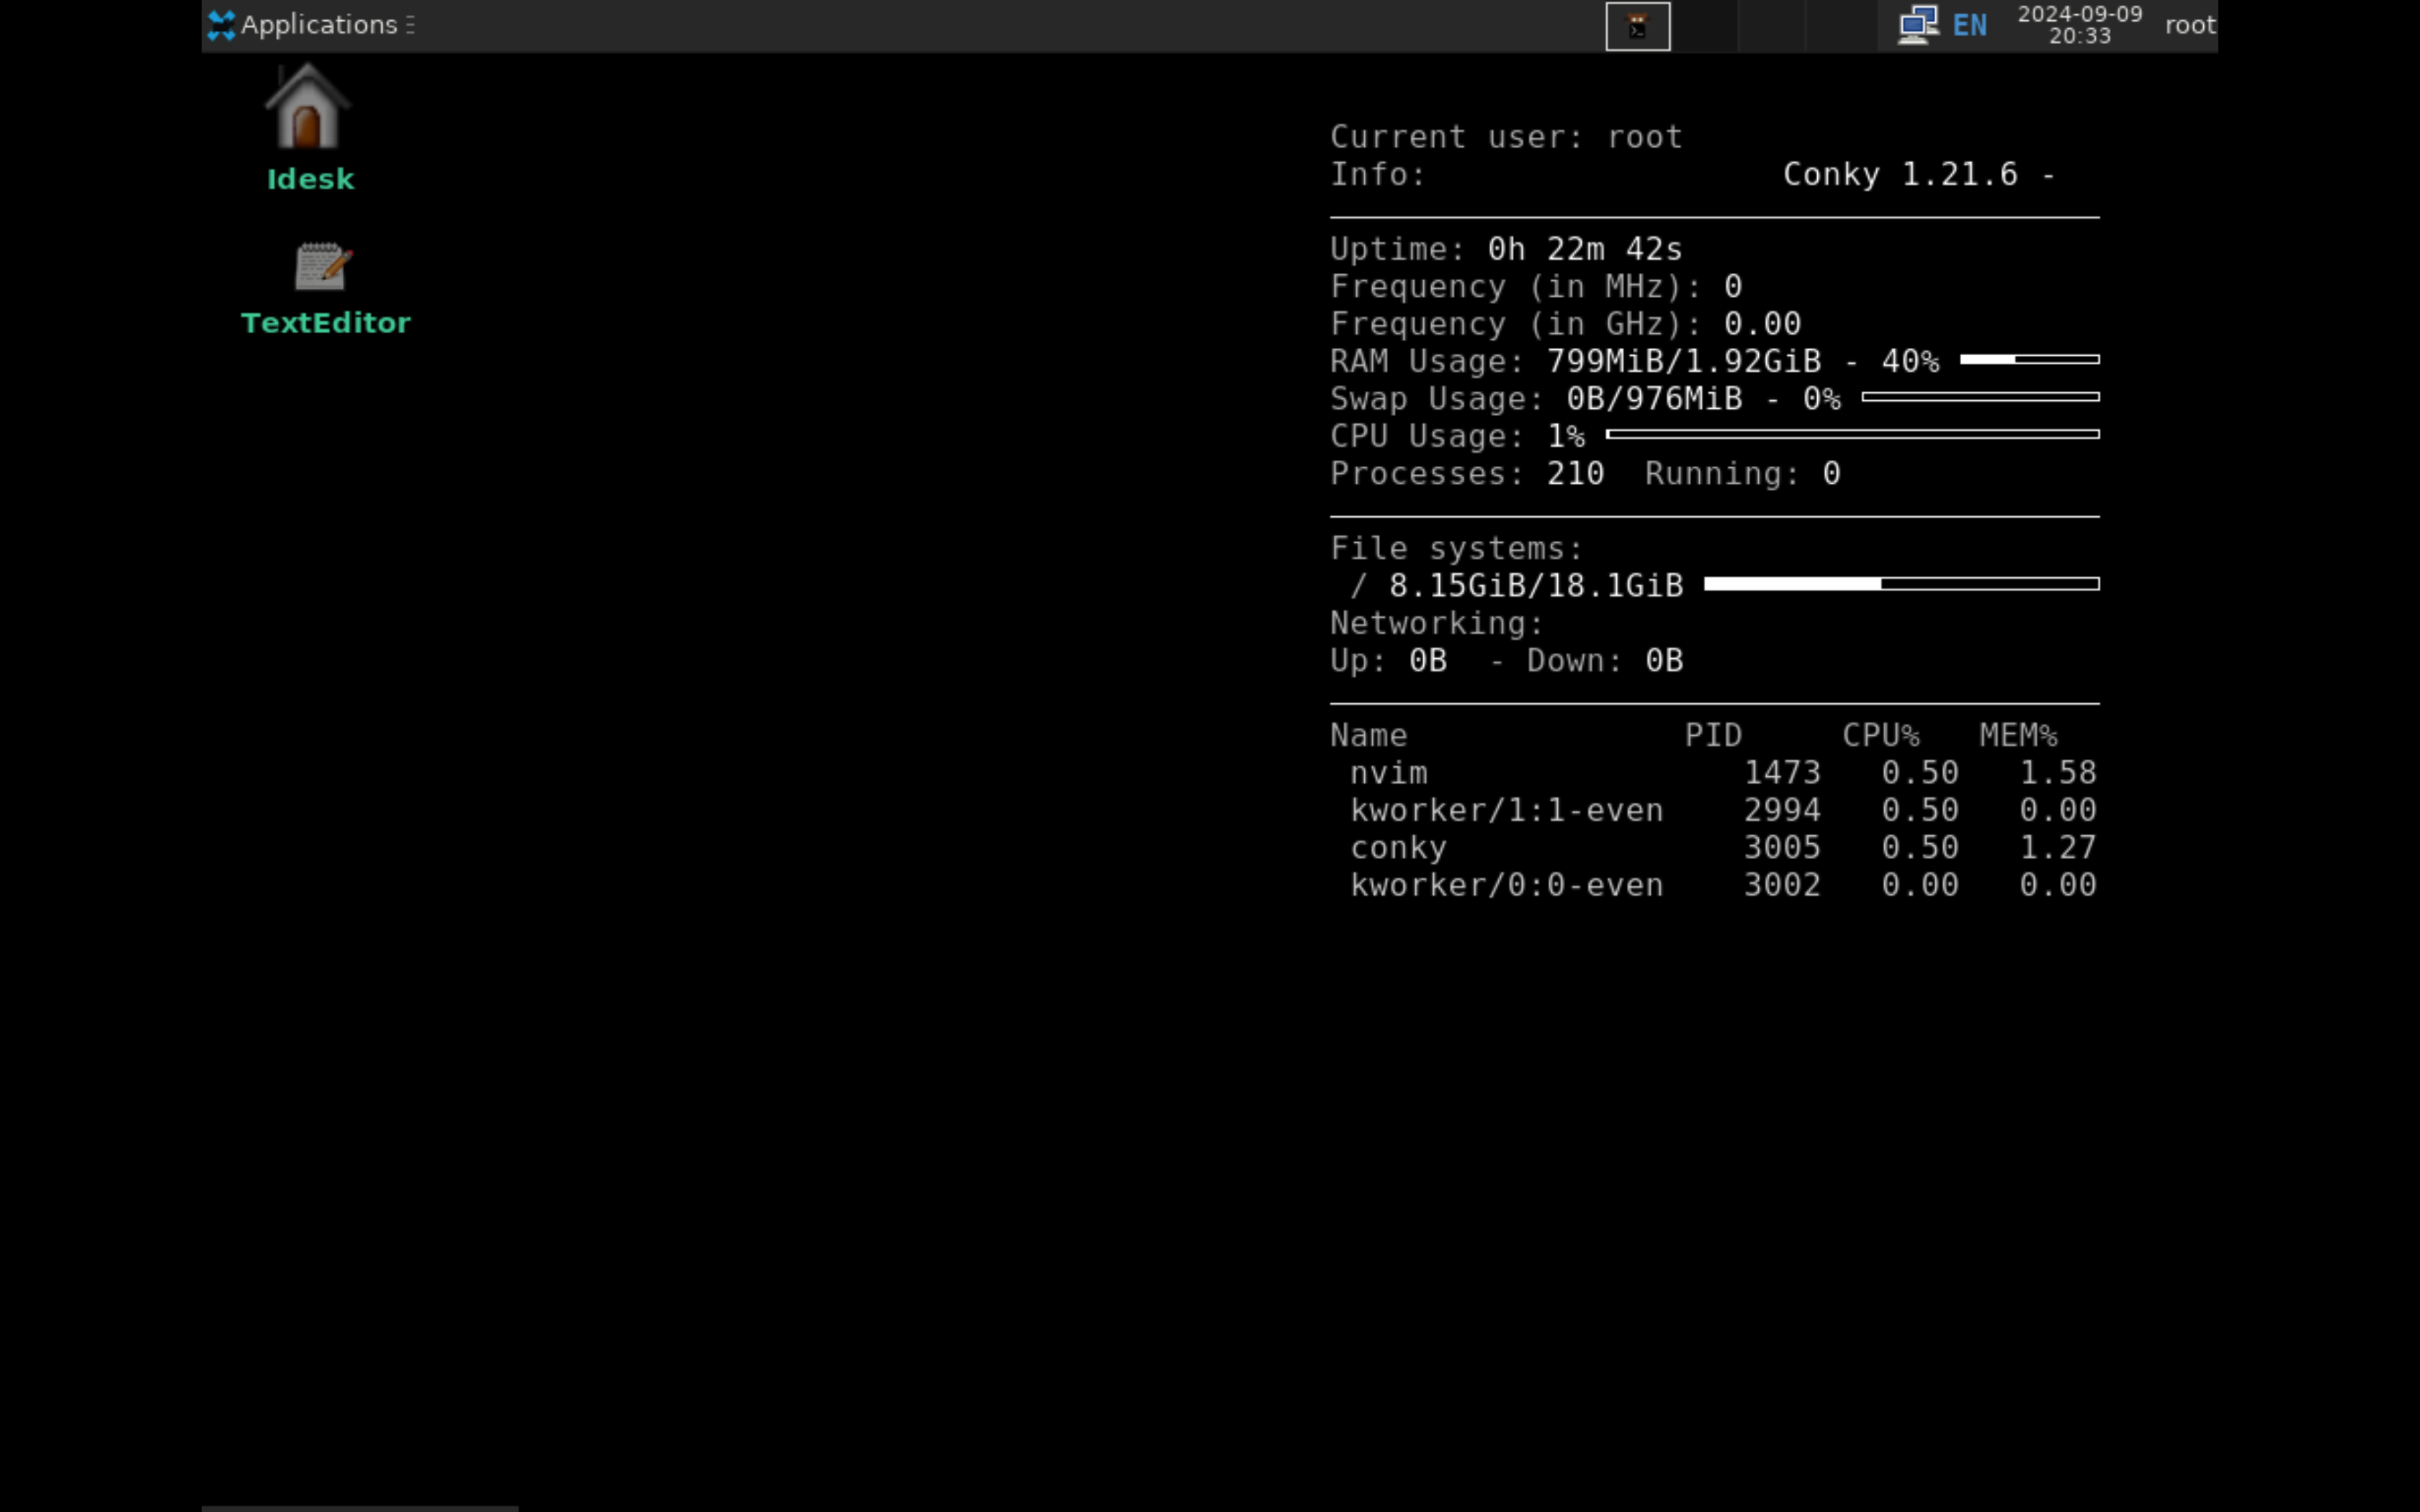 Applications
EN
2024-09-09
20:33
root
Idesk
TextEditor
Current user: root
Info: Conky 1.21.6 -
Uptime: 0h 22m 42s
Frequency (in MHz): 0
Frequency (in GHz): 0.00
RAM Usage: 799MiB/1.92GiB - 40%
Swap Usage: 0B/976MiB - 0%
CPU Usage: 1%
Processes: 210  Running: 0
File systems:
/ 8.15GiB/18.1GiB
Networking:
Up: 0B  - Down: 0B
Name PID CPU% MEM%
nvim 1473 0.50 1.58
kworker/1:1-even 2994 0.50 0.00
conky 3005 0.50 1.27
kworker/0:0-even 3002 0.00 0.00